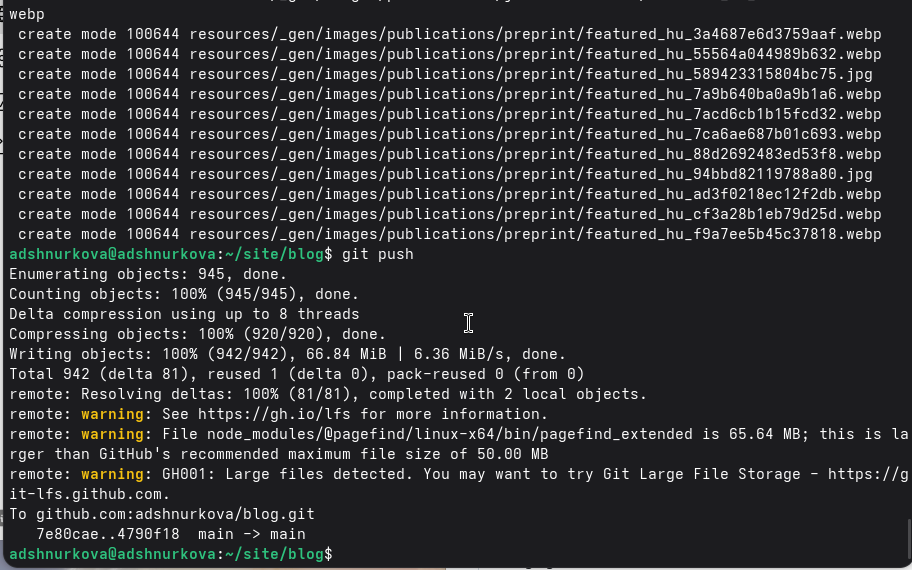 webp
 create mode 100644 resources/_gen/images/publications/preprint/featured_hu_3a4687e6d3759aaf.webp
 create mode 100644 resources/_gen/images/publications/preprint/featured_hu_55564a044989b632.webp
 create mode 100644 resources/_gen/images/publications/preprint/featured_hu_589423315804bc75.jpg
 create mode 100644 resources/_gen/images/publications/preprint/featured_hu_7a9b640ba0a9b1a6.webp
 create mode 100644 resources/_gen/images/publications/preprint/featured_hu_7acd6cb1b15fcd32.webp
 create mode 100644 resources/_gen/images/publications/preprint/featured_hu_7ca6ae687b01c693.webp
 create mode 100644 resources/_gen/images/publications/preprint/featured_hu_88d2692483ed53f8.webp
 create mode 100644 resources/_gen/images/publications/preprint/featured_hu_94bbd82119788a80.jpg
 create mode 100644 resources/_gen/images/publications/preprint/featured_hu_ad3f0218ec12f2db.webp
 create mode 100644 resources/_gen/images/publications/preprint/featured_hu_cf3a28b1eb79d25d.webp
 create mode 100644 resources/_gen/images/publications/preprint/featured_hu_f9a7ee5b45c37818.webp
adshnurkova@adshnurkova:~/site/blog$ git push
Enumerating objects: 945, done.
Counting objects: 100% (945/945), done.
Delta compression using up to 8 threads
Compressing objects: 100% (920/920), done.
Writing objects: 100% (942/942), 66.84 MiB | 6.36 MiB/s, done.
Total 942 (delta 81), reused 1 (delta 0), pack-reused 0 (from 0)
remote: Resolving deltas: 100% (81/81), completed with 2 local objects.
remote: warning: See https://gh.io/lfs for more information.
remote: warning: File node_modules/@pagefind/linux-x64/bin/pagefind_extended is 65.64 MB; this is la
rger than GitHub's recommended maximum file size of 50.00 MB
remote: warning: GH001: Large files detected. You may want to try Git Large File Storage - https://g
it-lfs.github.com.
To github.com:adshnurkova/blog.git
   7e80cae..4790f18  main -> main
adshnurkova@adshnurkova:~/site/blog$